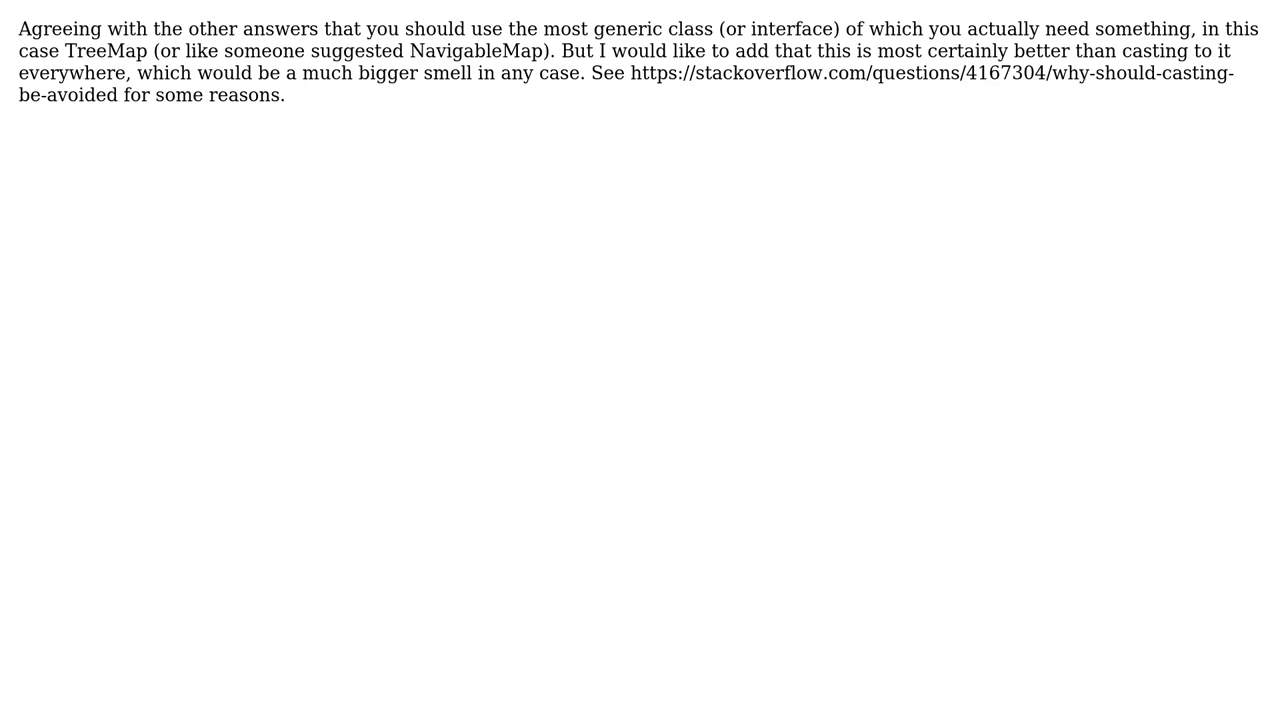 Agreeing with the other answers that you should use the most generic class (or interface) of which you actually need something, in this
case TreeMap (or like someone suggested NavigableMap). But I would like to add that this is most certainly better than casting to it
everywhere, which would be a much bigger smell in any case. See https://stackoverflow.com/questions/4167304/why-should-casting-
be-avoided for some reasons.